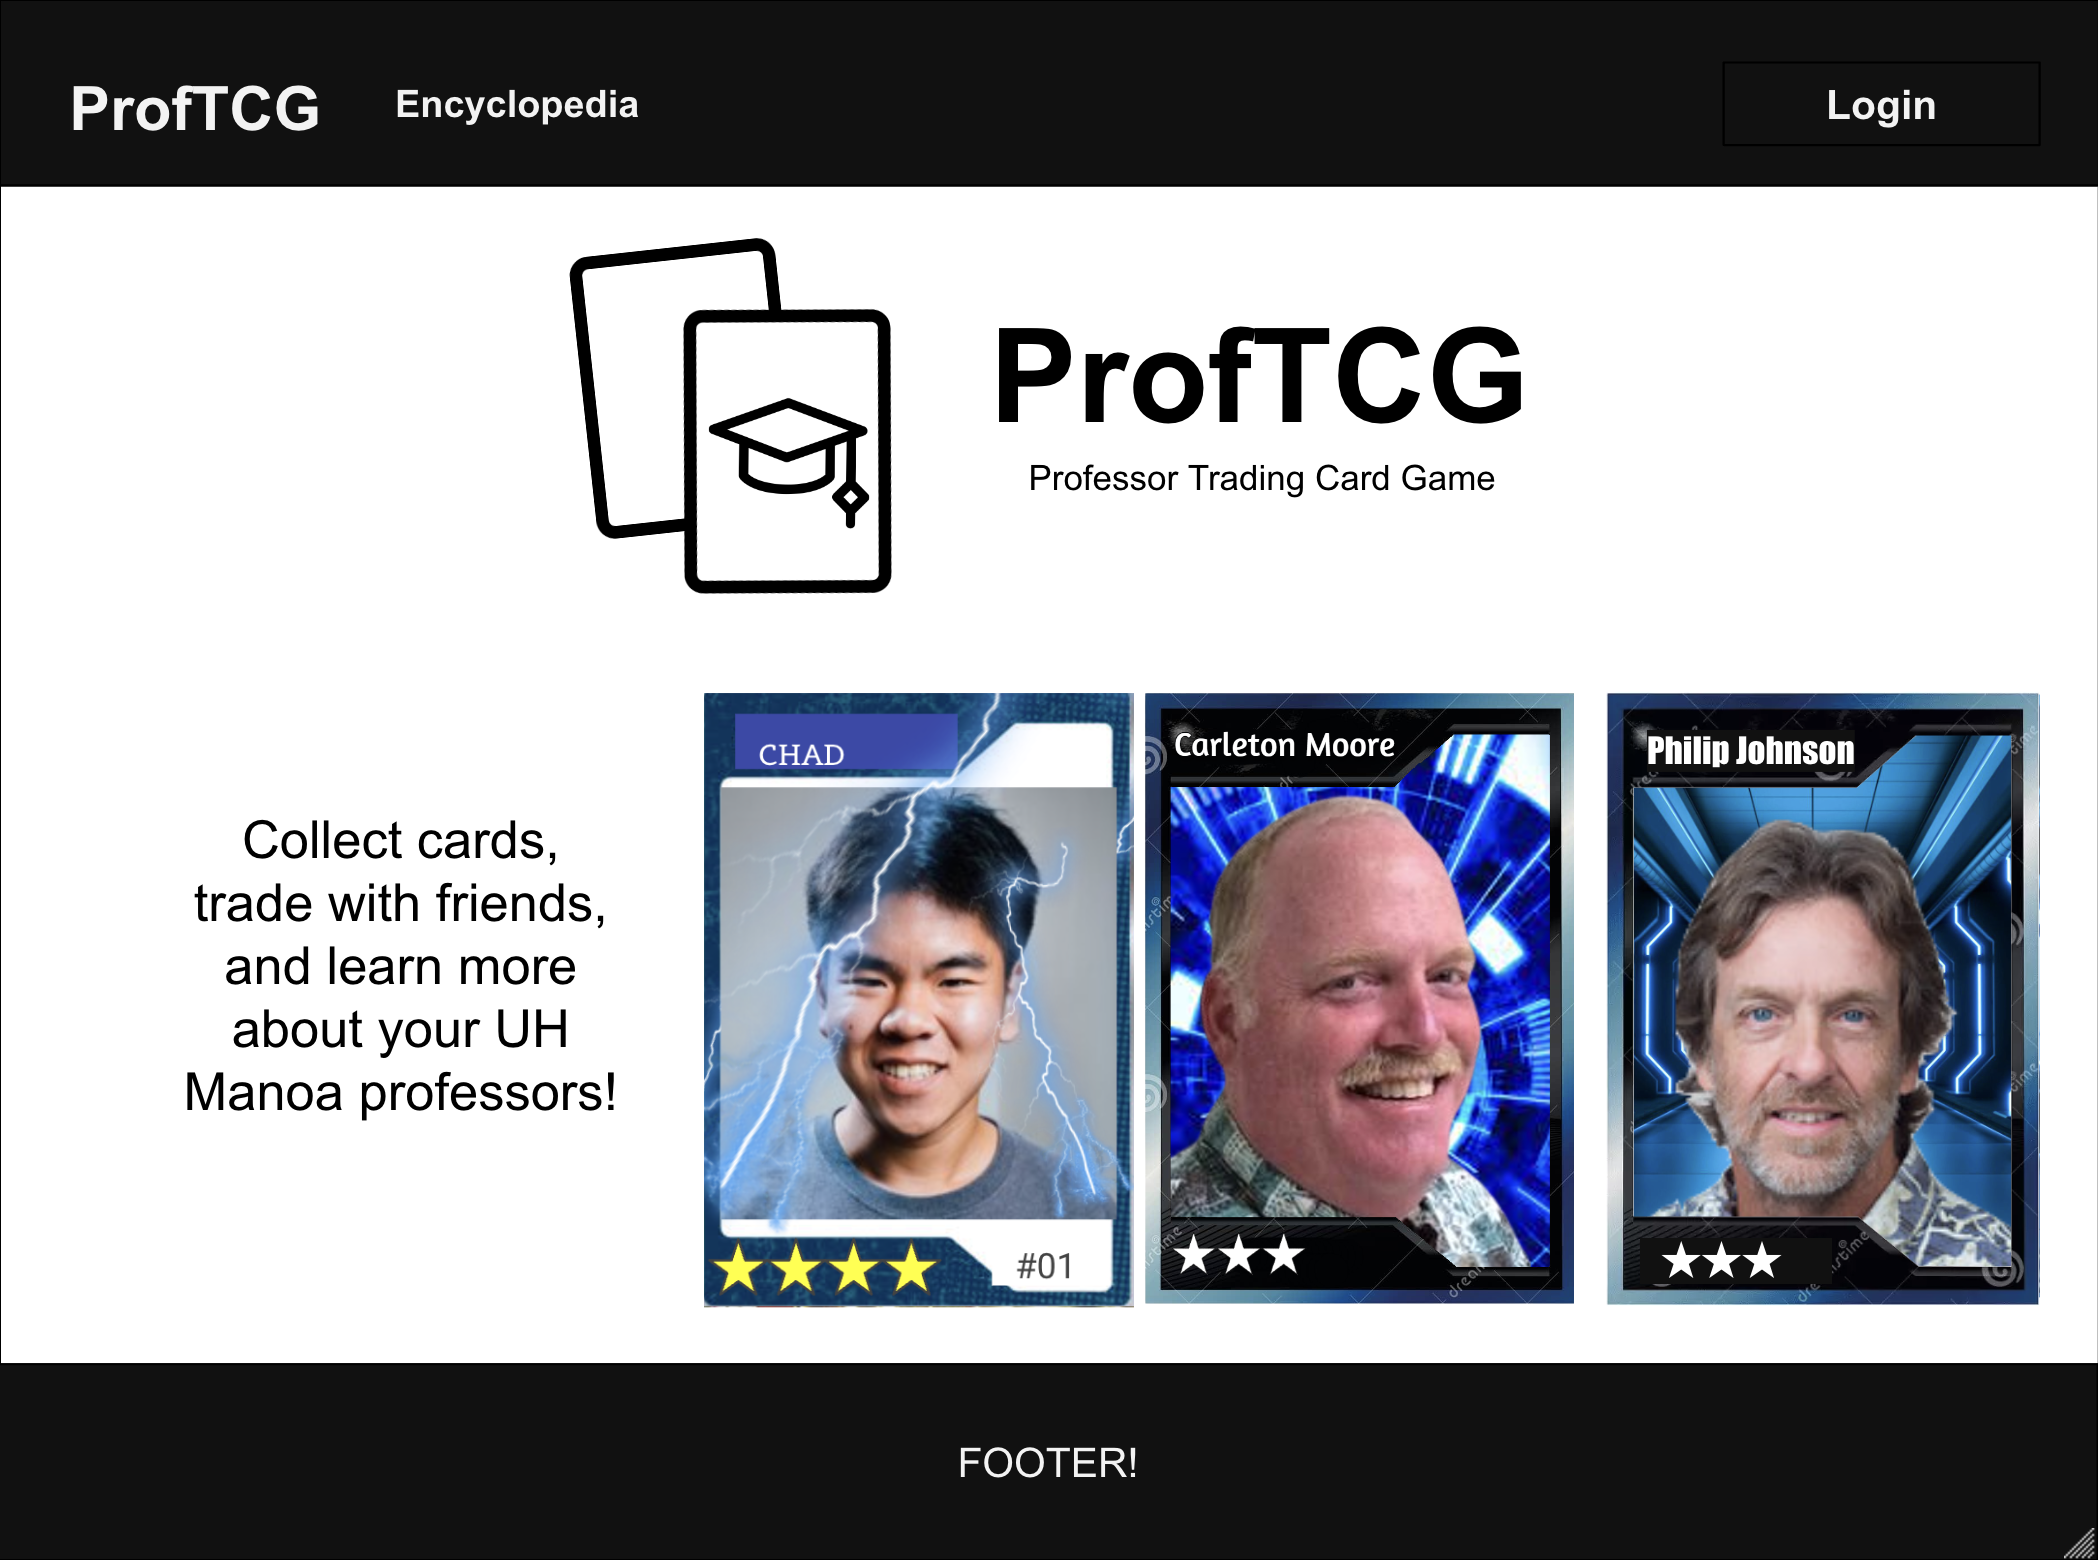 ProfTCG
Encyclopedia
Login
ProfTCG
Professor Trading Card Game
Collect cards,
trade with friends,
and learn more
about your UH
Manoa professors!
CHAD
#01
Carleton Moore
Philip Johnson
FOOTER!